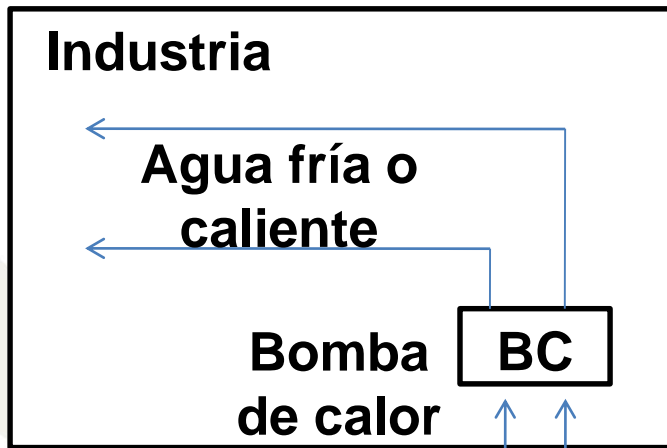 Industria
Agua fría o
caliente
Bomba
de calor
BC